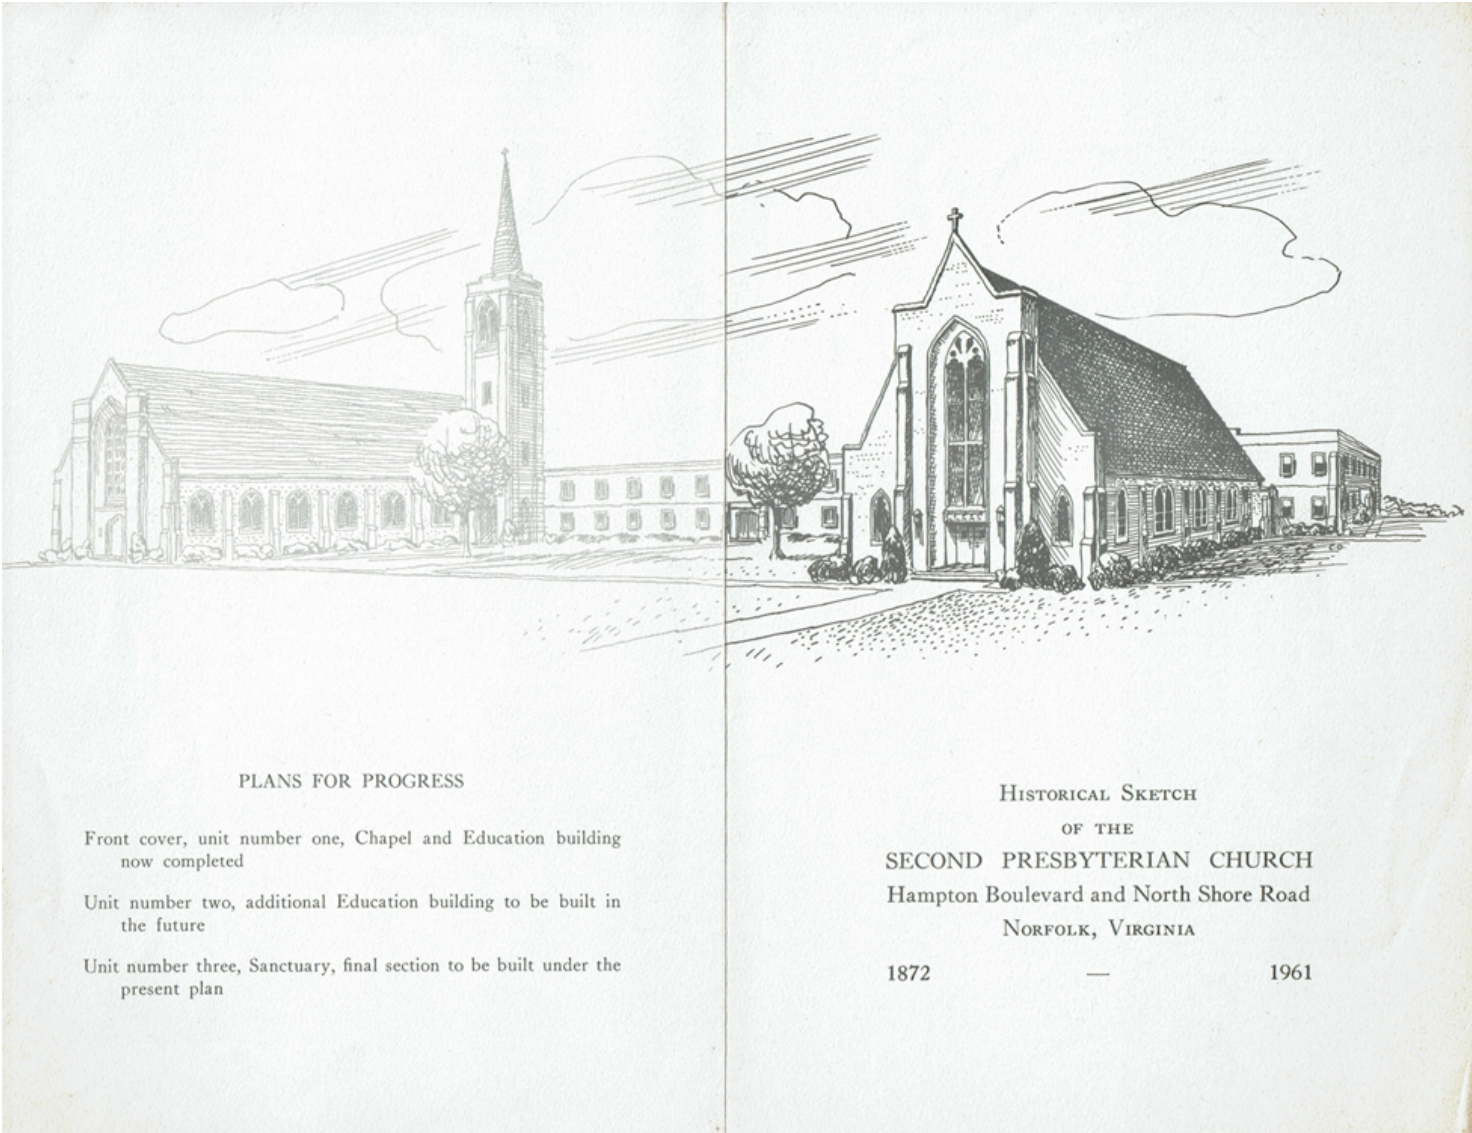 PLANS FOR PROGRESS
Front cover, unit number one, Chapel and Education building
now completed
Unit number two, additional Education building to be built in
the future
Unit number three, Sanctuary, final section to be built under the
present plan
HISTORICAL SKETCH
OF THE
SECOND PRESBYTERIAN CHURCH
Hampton Boulevard and North Shore Road
NORFOLK, VIRGINIA
1872 — 1961